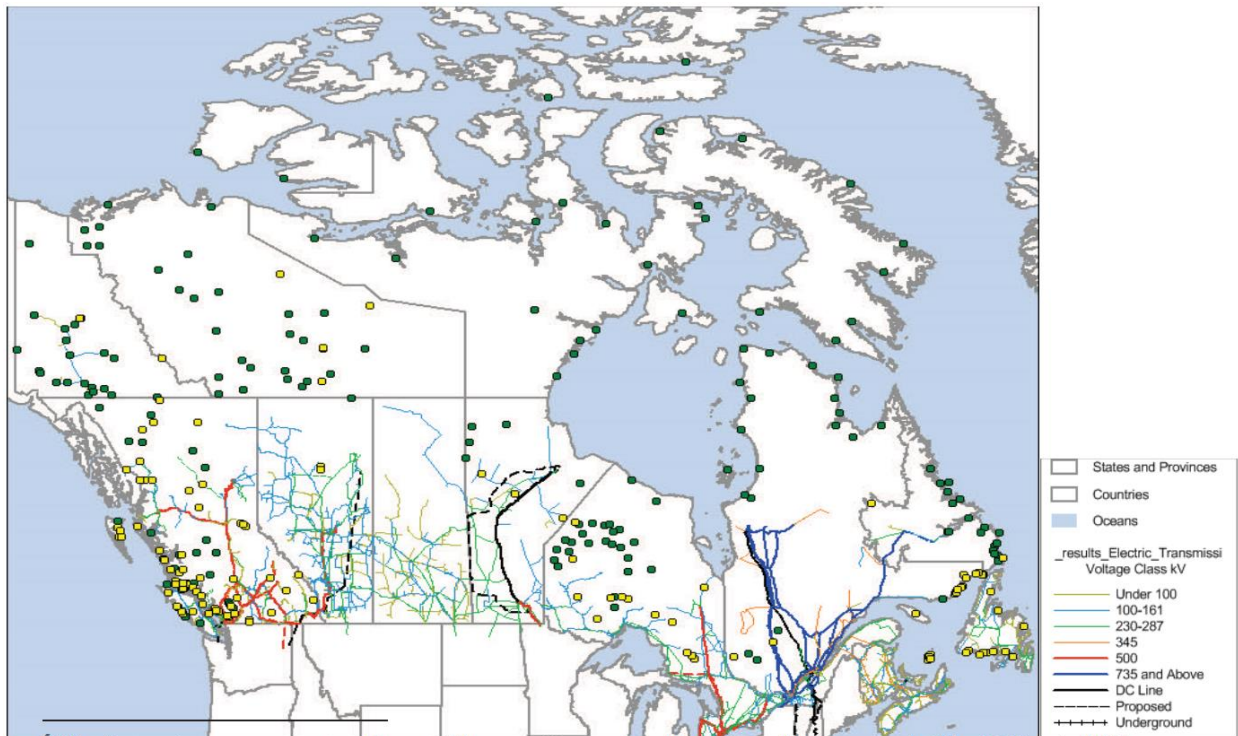 States and Provinces
Countries
Oceans
_results_Electric_Transmissi
Voltage Class kV
Under 100
100-161
230-287
345
500
735 and Above
DC Line
Proposed
Underground